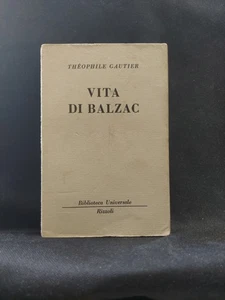 THÉOPHILE GAUTIER
VITA
DI BALZAC
Biblioteca Universale
Rizzoli